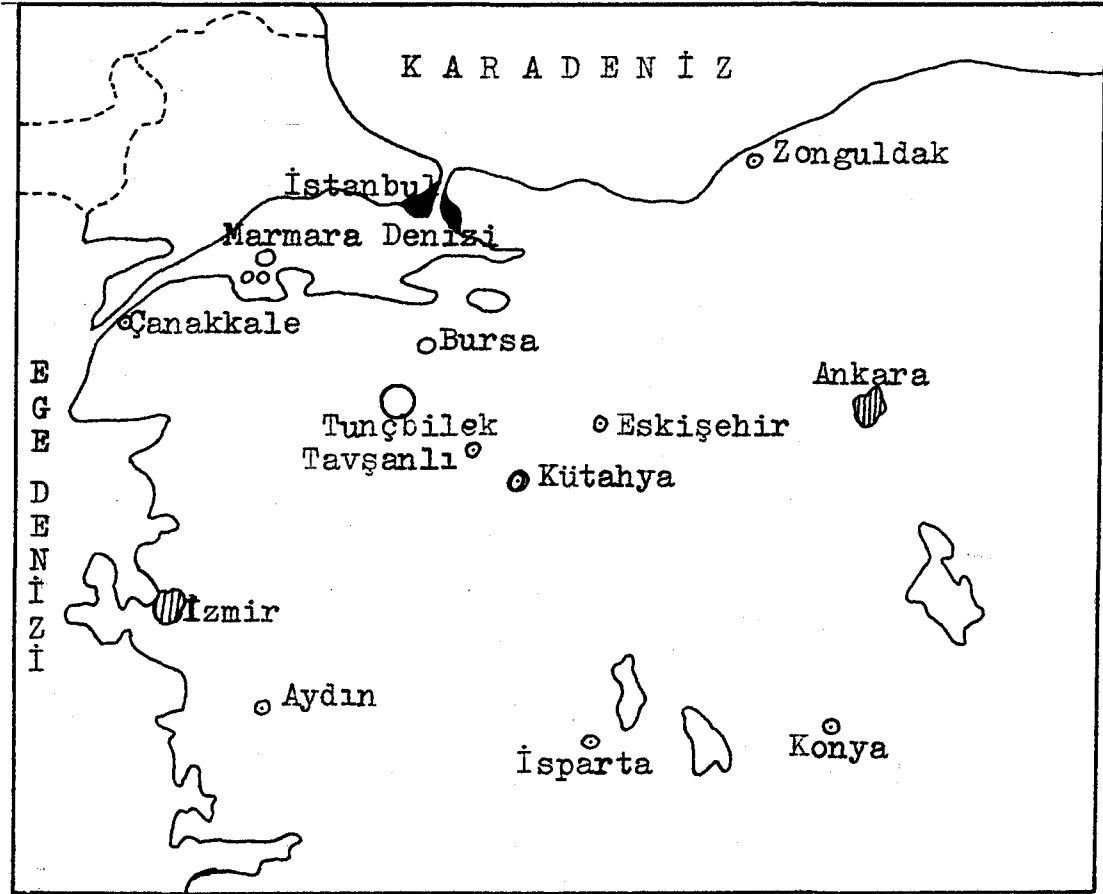 KARADENİZ
Zonguldak
İstanbul
Marmara Denizi
Çanakkale
Bursa
EGE DENİZİ
Ankara
Tunçbilek
Eskişehir
Tavşanlı
Kütahya
İzmir
Aydın
İsparta
Konya